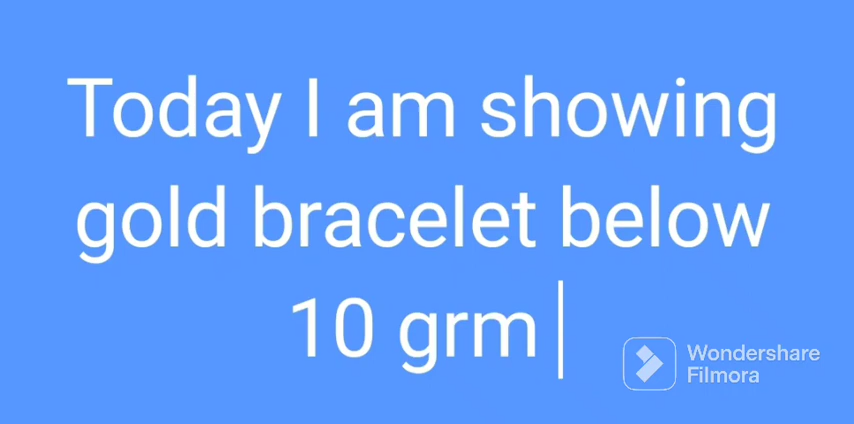 Today I am showing
gold bracelet below
10 grm
Wondershare
Filmora